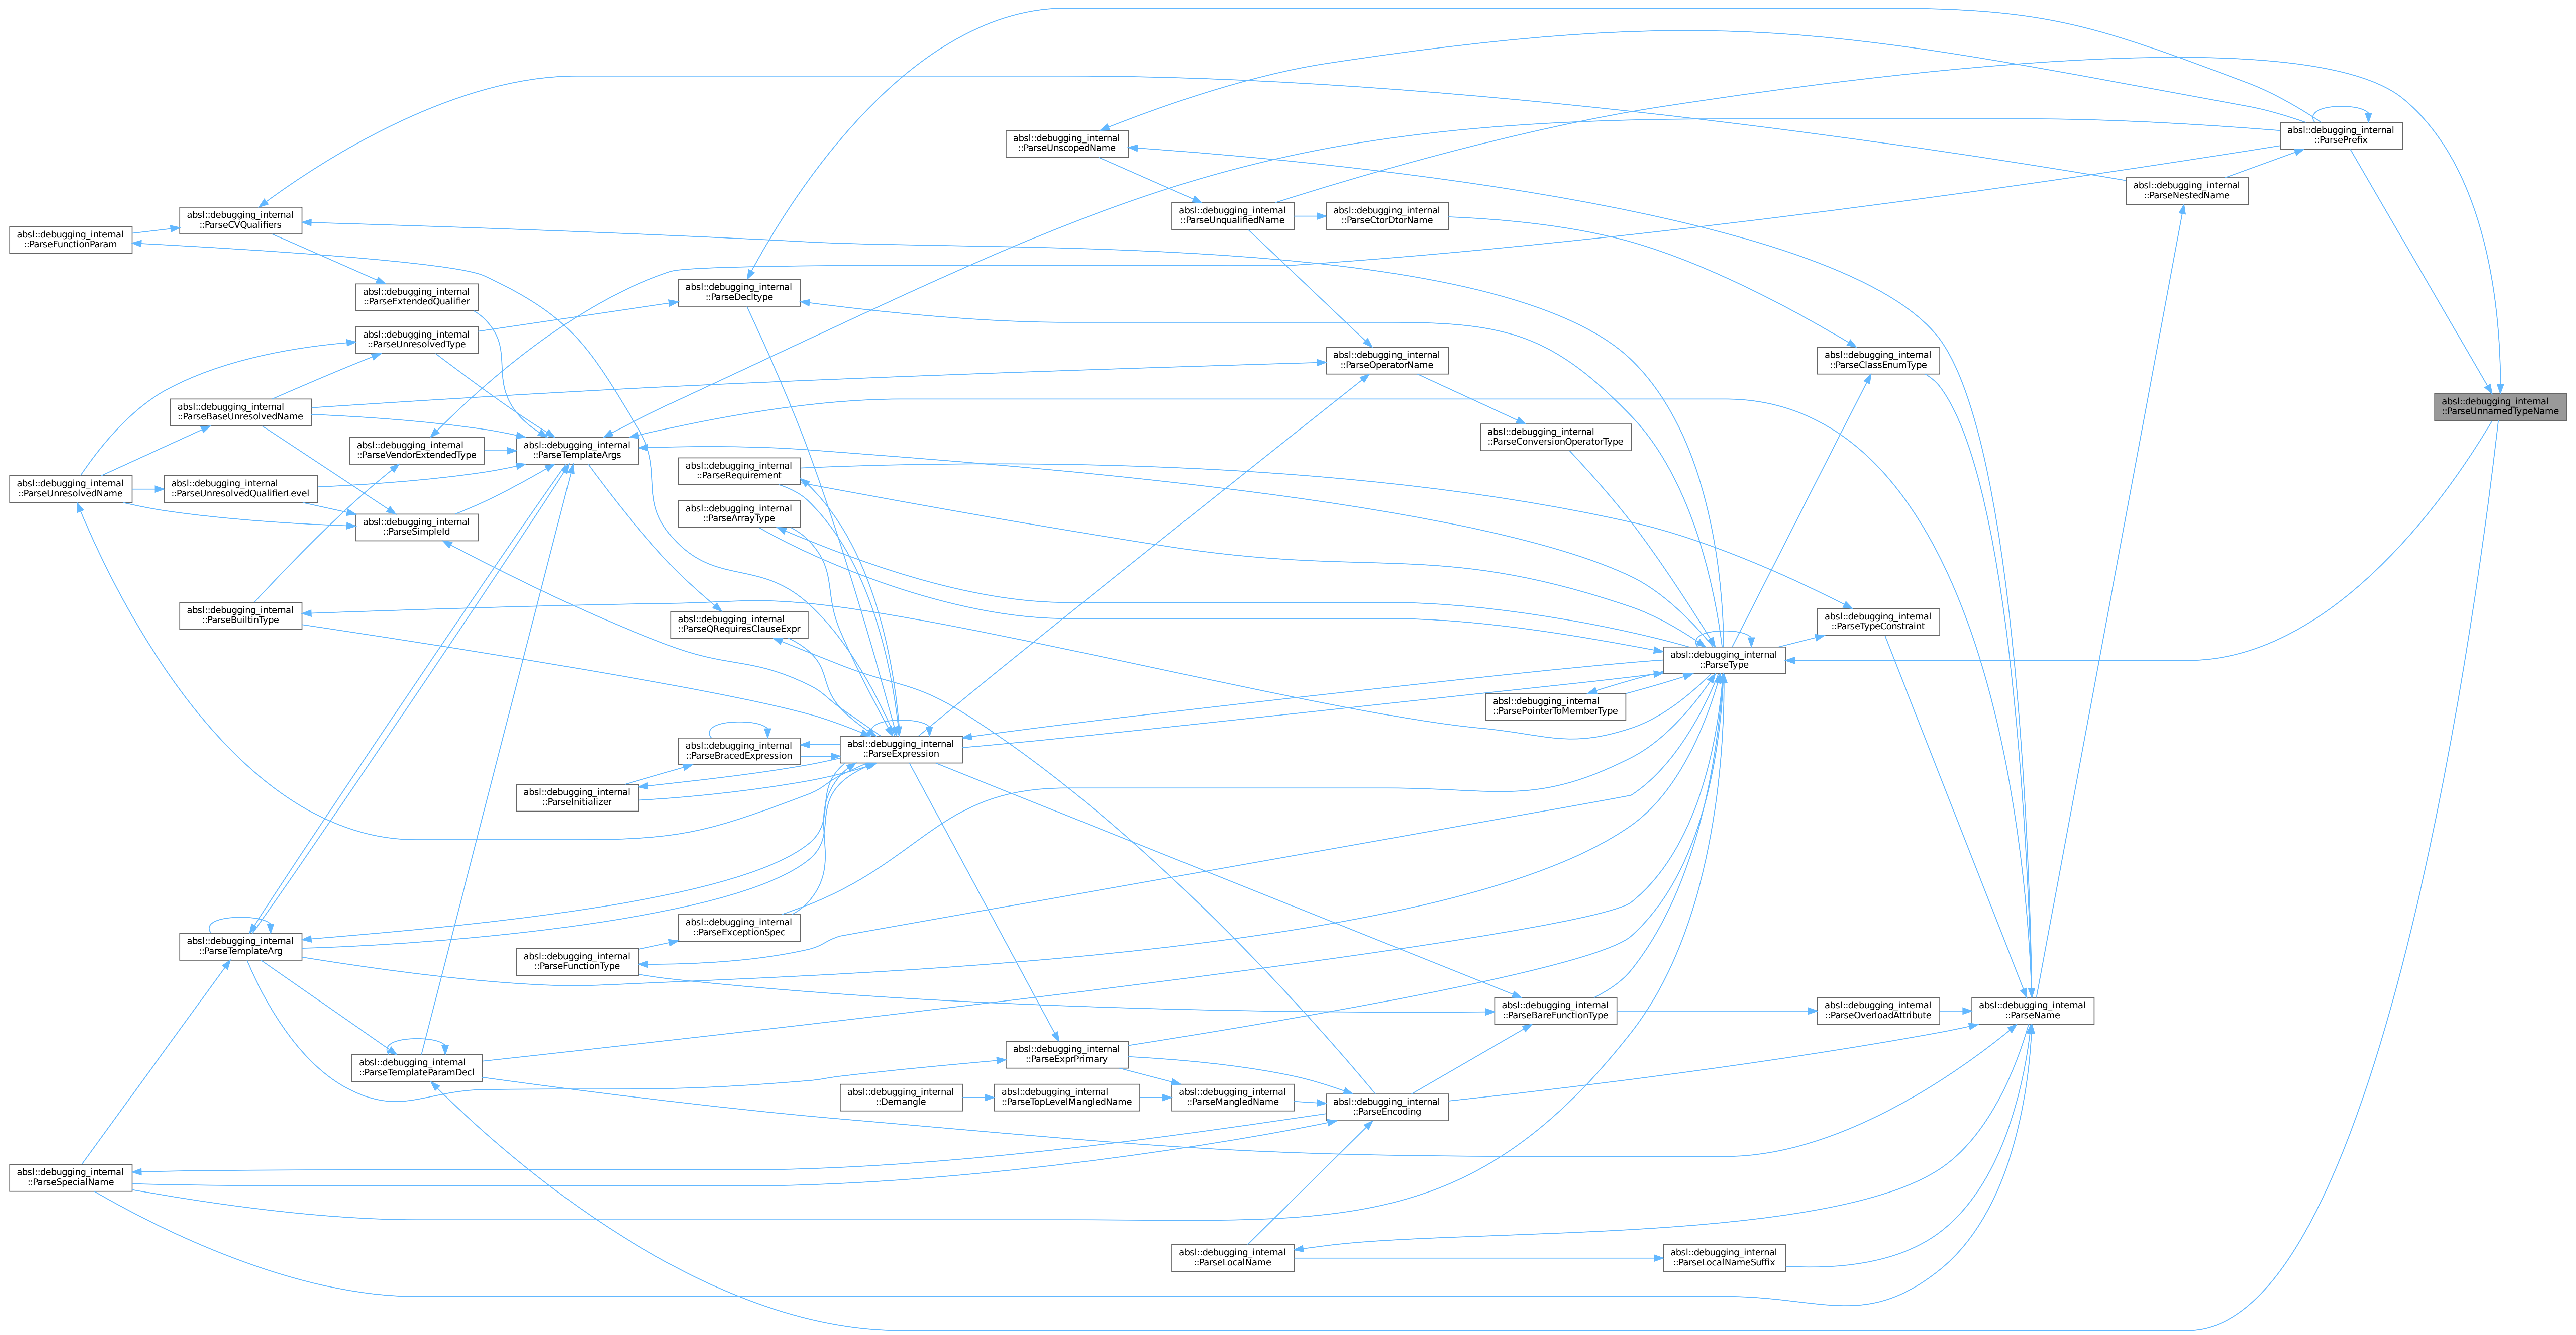 absl::debugging_internal
::ParsePrefix
absl::debugging_internal
::ParseUnscopedName
absl::debugging_internal
::ParseNestedName
absl::debugging_internal
::ParseCVQualifiers
absl::debugging_internal
::ParseUnqualifiedName
absl::debugging_internal
::ParseCtorDtorName
absl::debugging_internal
::ParseFunctionParam
absl::debugging_internal
::ParseDecltype
absl::debugging_internal
::ParseExtendedQualifier
absl::debugging_internal
::ParseUnresolvedType
absl::debugging_internal
::ParseOperatorName
absl::debugging_internal
::ParseClassEnumType
absl::debugging_internal
::ParseUnnamedTypeName
absl::debugging_internal
::ParseBaseUnresolvedName
absl::debugging_internal
::ParseConversionOperatorType
absl::debugging_internal
::ParseVendorExtendedType
absl::debugging_internal
::ParseTemplateArgs
absl::debugging_internal
::ParseRequirement
absl::debugging_internal
::ParseUnresolvedName
absl::debugging_internal
::ParseUnresolvedQualifierLevel
absl::debugging_internal
::ParseArrayType
absl::debugging_internal
::ParseSimpleId
absl::debugging_internal
::ParseBuiltinType
absl::debugging_internal
::ParseQRequiresClauseExpr
absl::debugging_internal
::ParseTypeConstraint
absl::debugging_internal
::ParseType
absl::debugging_internal
::ParsePointerToMemberType
absl::debugging_internal
::ParseBracedExpression
absl::debugging_internal
::ParseExpression
absl::debugging_internal
::ParseInitializer
absl::debugging_internal
::ParseExceptionSpec
absl::debugging_internal
::ParseTemplateArg
absl::debugging_internal
::ParseFunctionType
absl::debugging_internal
::ParseBareFunctionType
absl::debugging_internal
::ParseOverloadAttribute
absl::debugging_internal
::ParseName
absl::debugging_internal
::ParseExprPrimary
absl::debugging_internal
::ParseTemplateParamDecl
absl::debugging_internal
::Demangle
absl::debugging_internal
::ParseTopLevelMangledName
absl::debugging_internal
::ParseMangledName
absl::debugging_internal
::ParseEncoding
absl::debugging_internal
::ParseSpecialName
absl::debugging_internal
::ParseLocalName
absl::debugging_internal
::ParseLocalNameSuffix